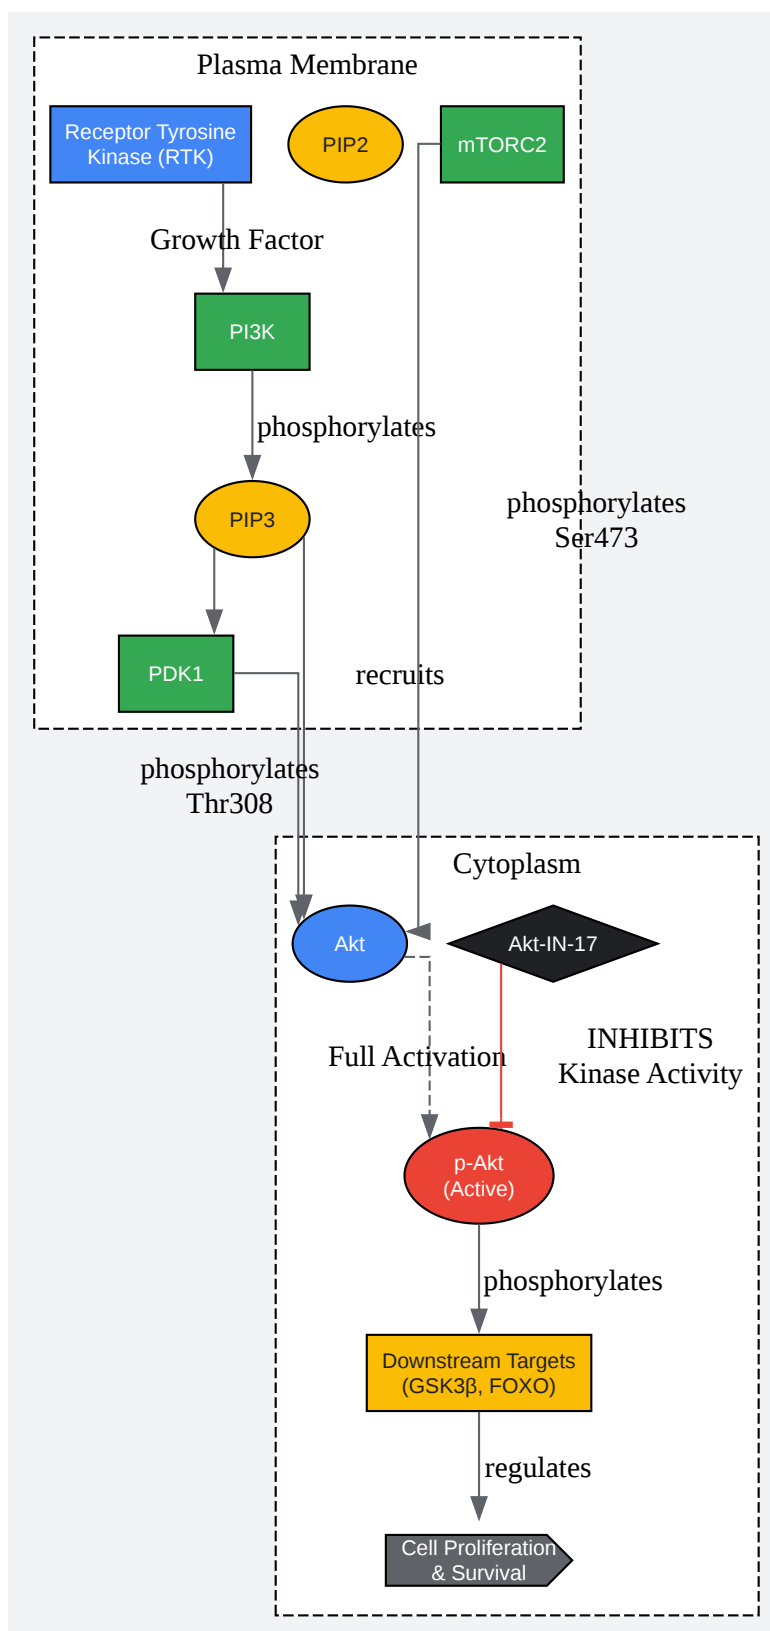 Plasma Membrane
Receptor Tyrosine
Kinase (RTK)
PIP2
mTORC2
Growth Factor
PI3K
phosphorylates
PIP3
phosphorylates
Ser473
PDK1
recruits
phosphorylates
Thr308
Cytoplasm
Akt
Akt-IN-17
INHIBITS
Kinase Activity
Full Activation
p-Akt
(Active)
phosphorylates
Downstream Targets
(GSK3β, FOXO)
regulates
Cell Proliferation
& Survival